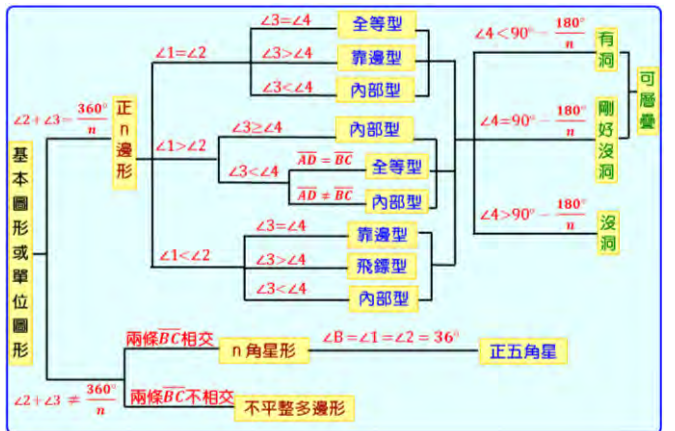 基本圖形或單位圖形
∠2+∠3=360°/n
正n邊形
∠1=∠2
∠3=∠4
全等型
∠3>∠4
靠邊型
∠3<∠4
內部型
∠1>∠2
∠3≥∠4
內部型
∠3<∠4
AD=BC
全等型
AD≠BC
內部型
∠1<∠2
∠3=∠4
靠邊型
∠3>∠4
飛鏢型
∠3<∠4
內部型
∠4<90°-180°/n
有洞
∠4=90°-180°/n
剛好沒洞
可層疊
∠4>90°-180°/n
沒洞
∠2+∠3≠360°/n
兩條BC相交
n角星形
∠B=∠1=∠2=36°
正五角星
兩條BC不相交
不平整多邊形